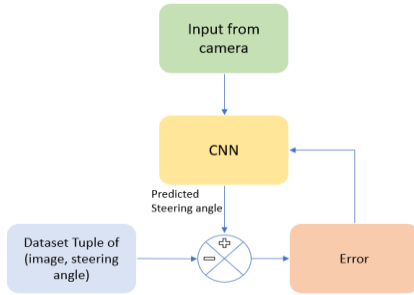 Input from
camera
CNN
Predicted
Steering angle
Dataset Tuple of
(image, steering
angle)
Error